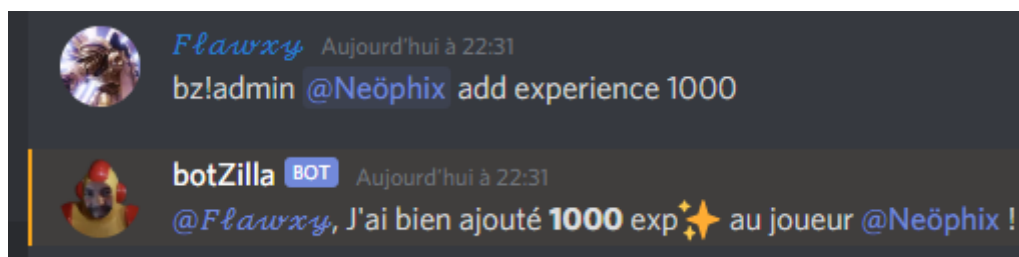 Flawxy Aujourd'hui à 22:31
bz!admin @Neöphix add experience 1000
botZilla BOT Aujourd'hui à 22:31
@Flawxy, J'ai bien ajouté 1000 exp✨ au joueur @Neöphix !